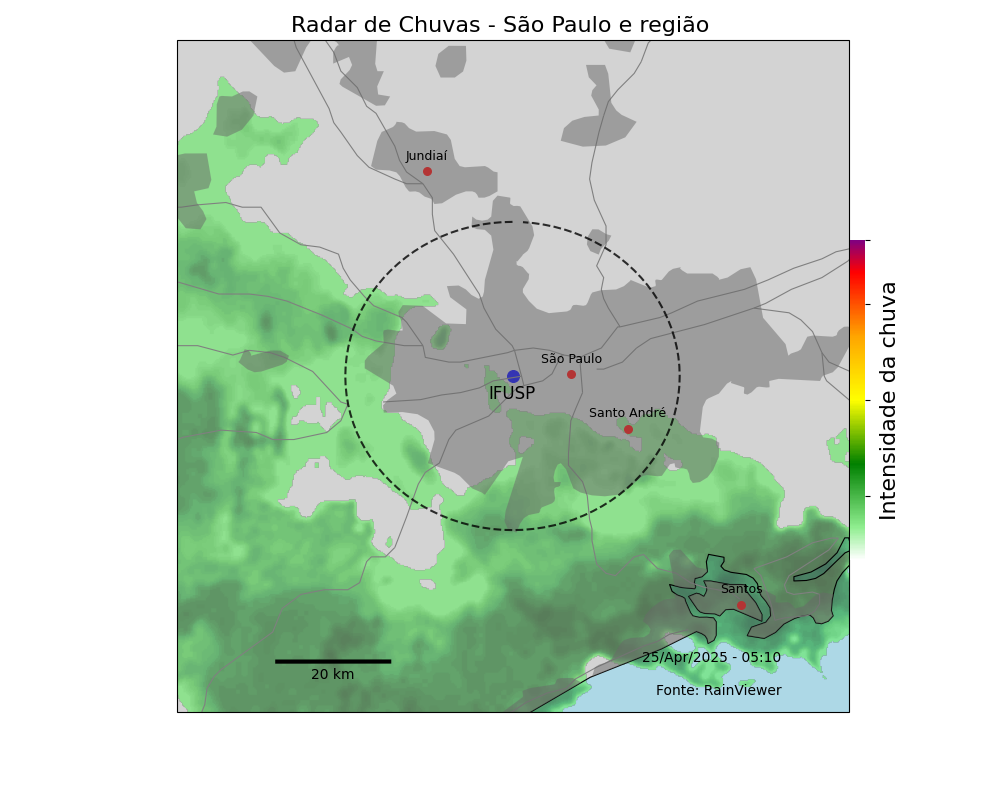 Radar de Chuvas - São Paulo e região
Jundiaí
São Paulo
IFUSP
Santo André
Intensidade da chuva
Santos
25/Apr/2025 - 05:10
20 km
Fonte: RainViewer